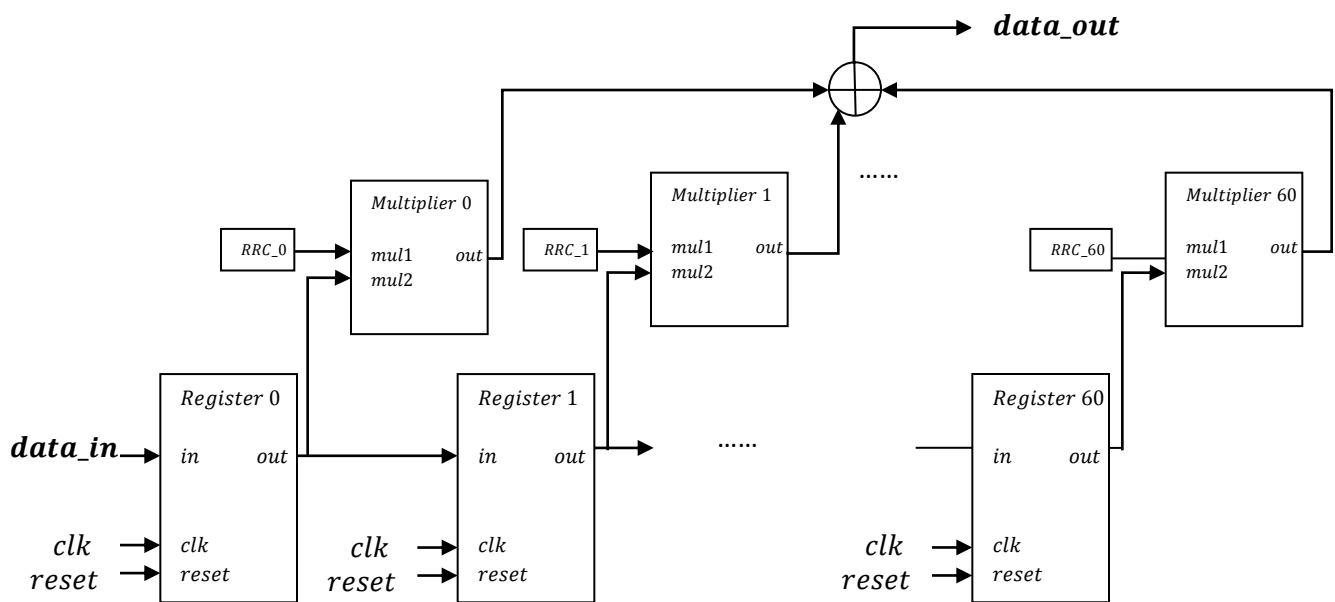 data_out
Multiplier 0
RRC_0
mul1
out
mul2
Multiplier 1
RRC_1
mul1
out
mul2
......
Multiplier 60
RRC_60
mul1
out
mul2
Register 0
data_in
in
out
clk
clk
reset
reset
Register 1
in
out
clk
clk
reset
reset
......
Register 60
in
out
clk
clk
reset
reset